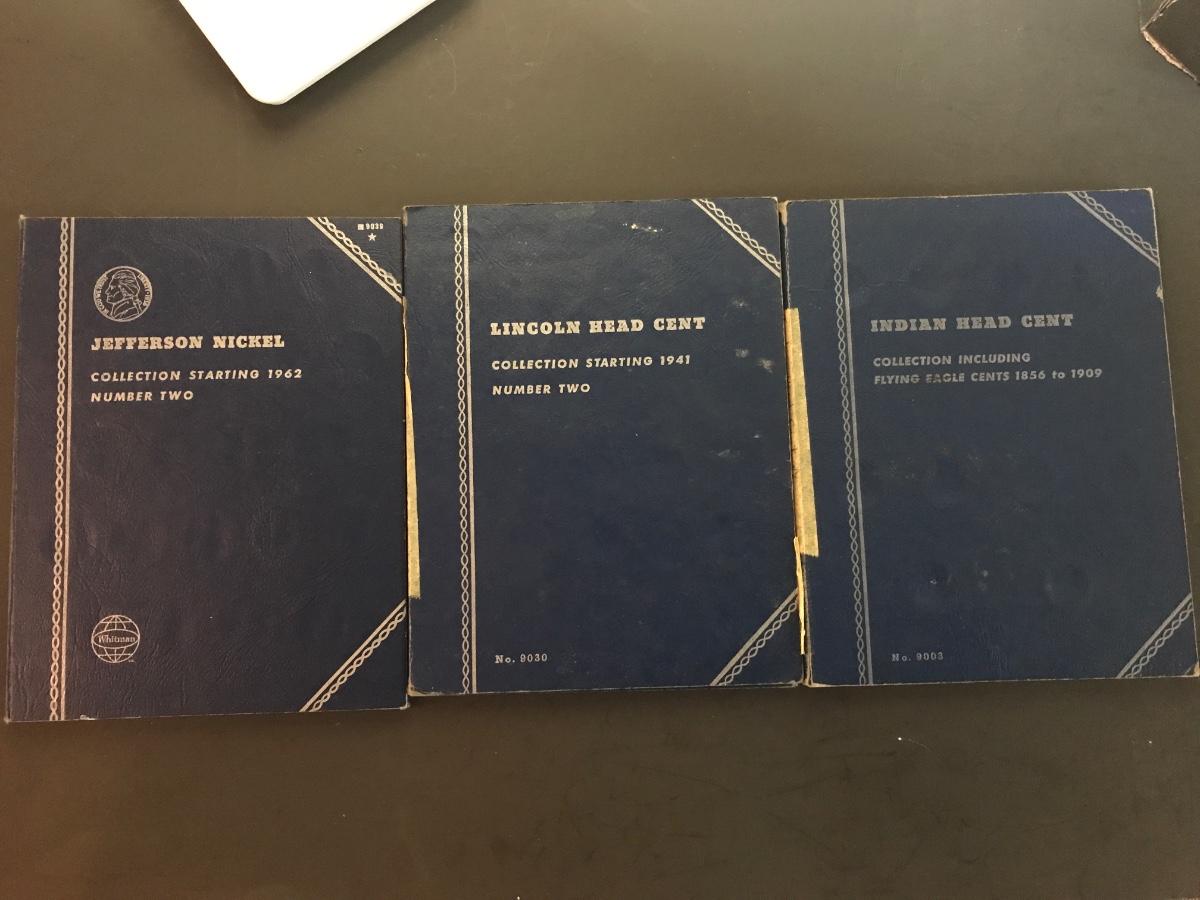 9039
JEFFERSON NICKEL
COLLECTION STARTING 1962
NUMBER TWO
Whitman
LINCOLN HEAD CENT
COLLECTION STARTING 1941
NUMBER TWO
No. 9030
INDIAN HEAD CENT
COLLECTION INCLUDING
FLYING EAGLE CENTS 1856 to 1909
No. 9003